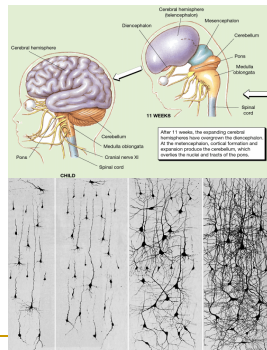 Cerebral hemisphere
(telencephalon)
Diencephalon
Mesencephalon
Cerebellum
Pons
Medulla
oblongata
Spinal
cord
11 WEEKS
Cerebral hemisphere
Cerebellum
Medulla oblongata
Pons
Cranial nerve XI
Spinal cord
CHILD
After 11 weeks, the expanding cerebral
hemispheres have overgrown the diencephalon.
At the metencephalon, cortical formation and
expansion produce the cerebellum, which
overlies the nuclei and tracts of the pons.